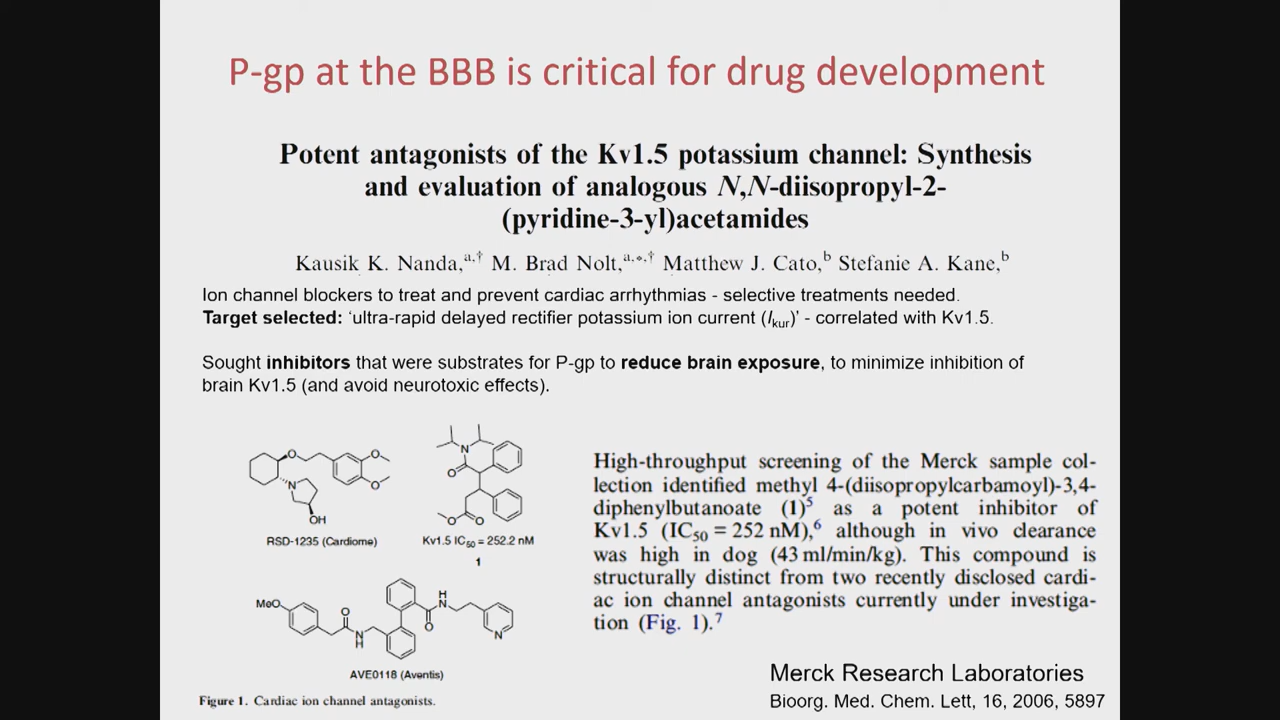 P-gp at the BBB is critical for drug development
Potent antagonists of the Kv1.5 potassium channel: Synthesis
and evaluation of analogous N,N-diisopropyl-2-
(pyridine-3-yl)acetamides
Kausik K. Nanda,a,† M. Brad Nolt,a,*,† Matthew J. Cato,b Stefanie A. Kane,b
Ion channel blockers to treat and prevent cardiac arrhythmias - selective treatments needed.
Target selected: ‘ultra-rapid delayed rectifier potassium ion current (Ikur)’ - correlated with Kv1.5.
Sought inhibitors that were substrates for P-gp to reduce brain exposure, to minimize inhibition of
brain Kv1.5 (and avoid neurotoxic effects).
O
O
O
N
OH
RSD-1235 (Cardiome)
N
O
O
O
Kv1.5 IC50 = 252.2 nM
1
MeO
O
N
H
H
N
O
N
AVE0118 (Aventis)
Figure 1. Cardiac ion channel antagonists.
High-throughput screening of the Merck sample col-
lection identified methyl 4-(diisopropylcarbamoyl)-3,4-
diphenylbutanoate (1)5 as a potent inhibitor of
Kv1.5 (IC50 = 252 nM),6 although in vivo clearance
was high in dog (43 ml/min/kg). This compound is
structurally distinct from two recently disclosed cardi-
ac ion channel antagonists currently under investiga-
tion (Fig. 1).7
Merck Research Laboratories
Bioorg. Med. Chem. Lett, 16, 2006, 5897